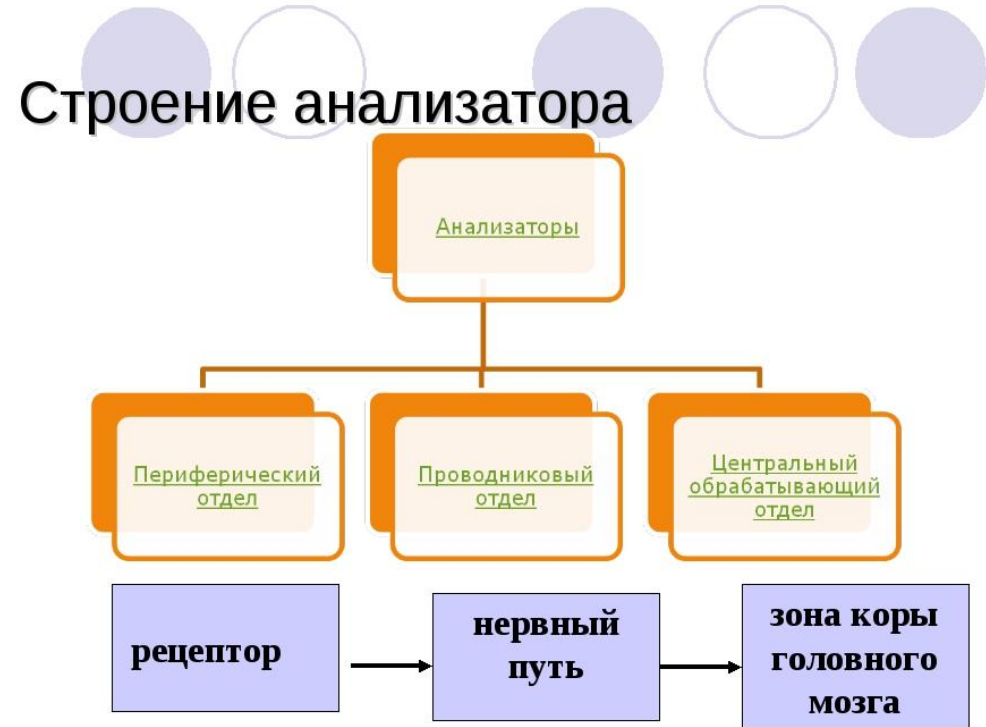 Строение анализатора
Анализаторы
Периферический
отдел
Проводниковый
отдел
Центральный
обрабатывающий
отдел
рецептор
нервный
путь
зона коры
головного
мозга